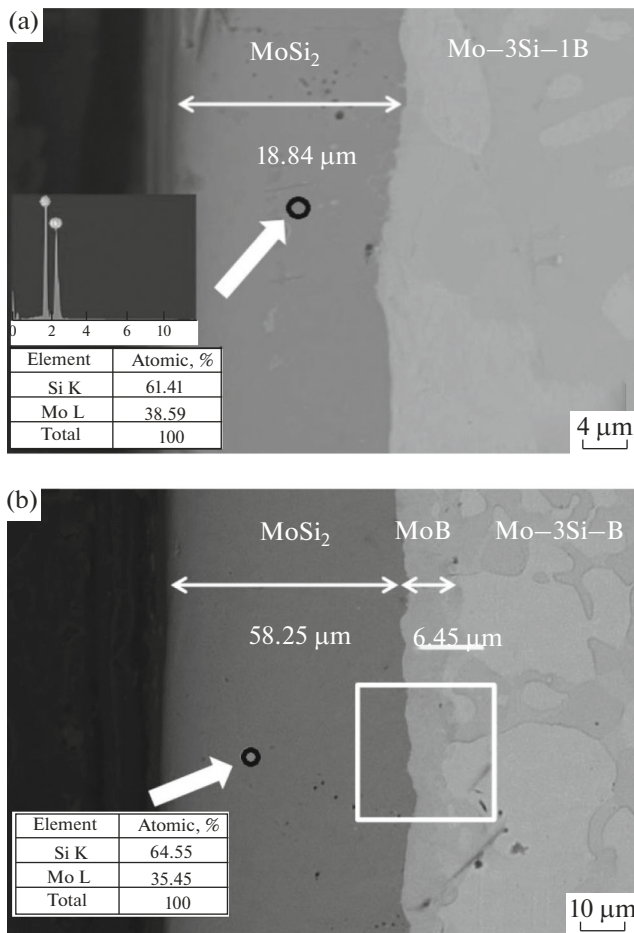 (a)
MoSi₂
Mo–3Si–1B
18.84 μm
0 2 4 6 8 10
Element Atomic, %
Si K 61.41
Mo L 38.59
Total 100
4 μm
(b)
MoSi₂ MoB Mo–3Si–B
58.25 μm 6.45 μm
Element Atomic, %
Si K 64.55
Mo L 35.45
Total 100
10 μm